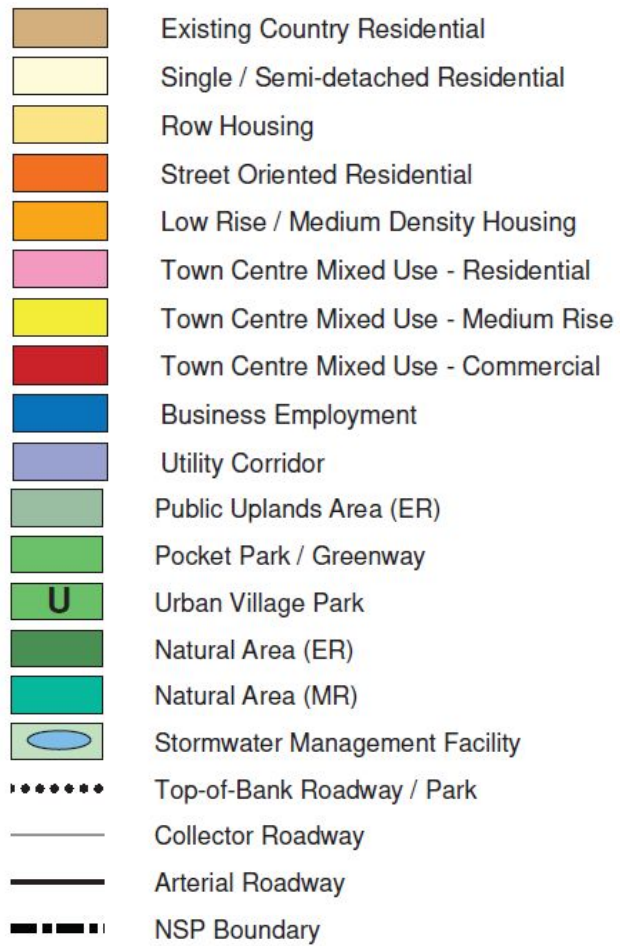 Existing Country Residential
Single / Semi-detached Residential
Row Housing
Street Oriented Residential
Low Rise / Medium Density Housing
Town Centre Mixed Use - Residential
Town Centre Mixed Use - Medium Rise
Town Centre Mixed Use - Commercial
Business Employment
Utility Corridor
Public Uplands Area (ER)
Pocket Park / Greenway
U Urban Village Park
Natural Area (ER)
Natural Area (MR)
Stormwater Management Facility
Top-of-Bank Roadway / Park
Collector Roadway
Arterial Roadway
NSP Boundary